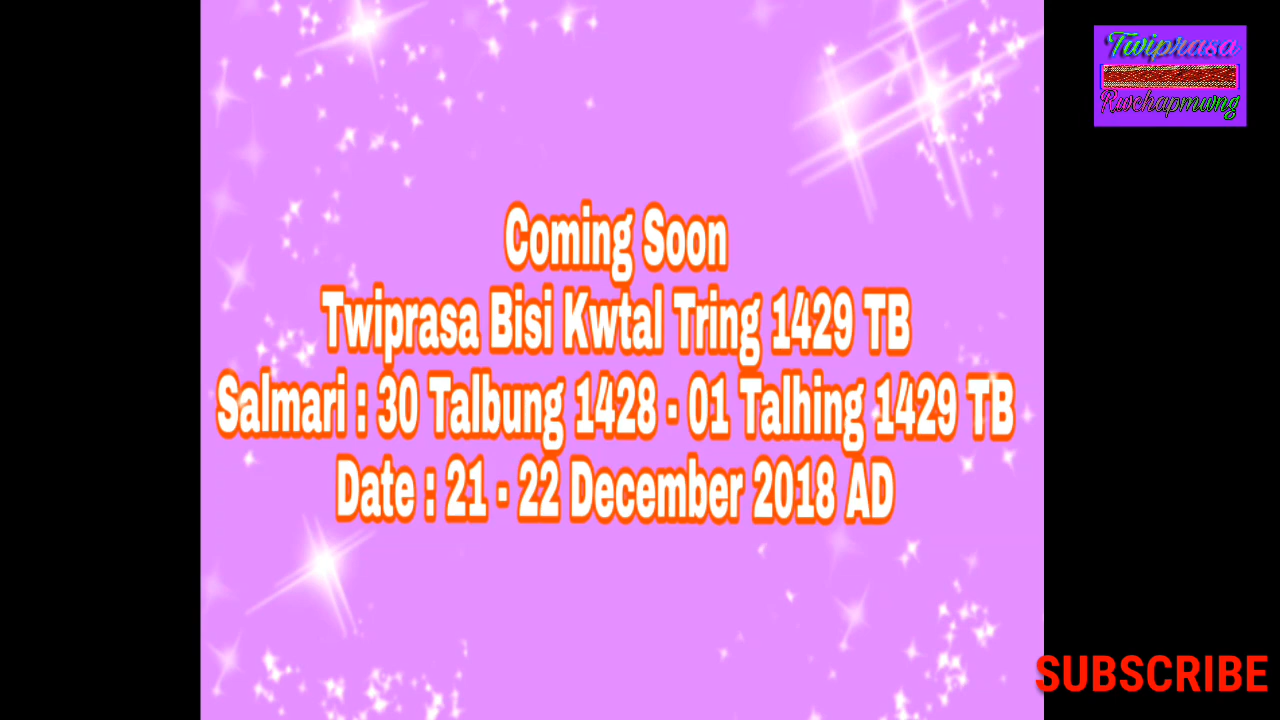 Twiprasa
Rwchapmwng
Coming Soon
Twiprasa Bisi Kwtal Tring 1429 TB
Salmari : 30 Talbung 1428 - 01 Talhing 1429 TB
Date : 21 - 22 December 2018 AD
SUBSCRIBE